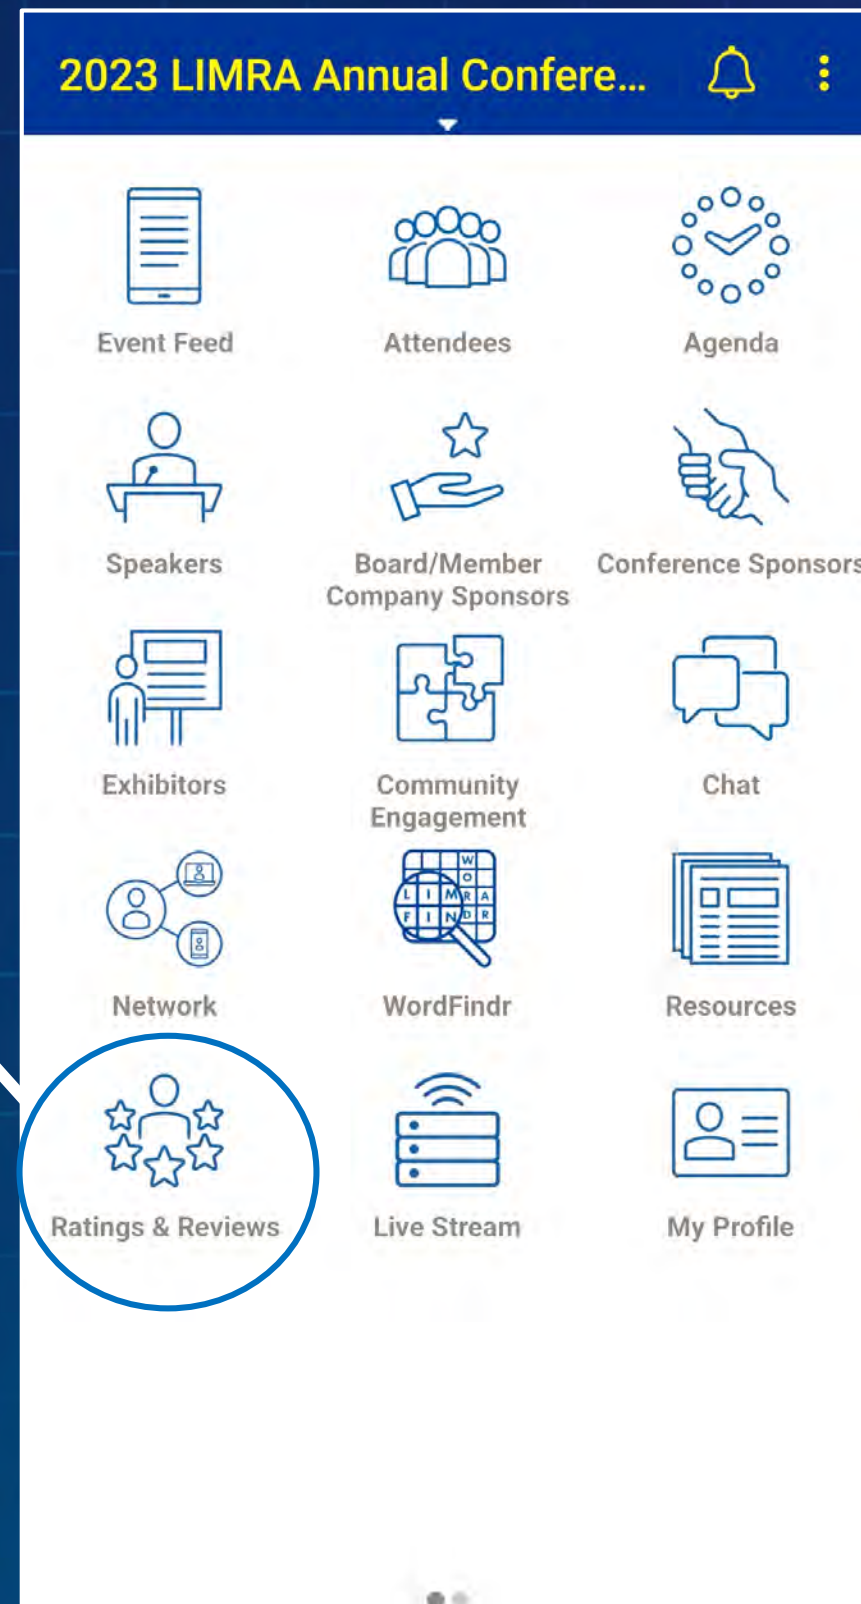 2023 LIMRA Annual Confere...
Event Feed
Attendees
Agenda
Speakers
Board/Member
Company Sponsors
Conference Sponsors
Exhibitors
Community
Engagement
Chat
W
O
L I M R A
F I N D R
Network
WordFindr
Resources
Ratings & Reviews
Live Stream
My Profile